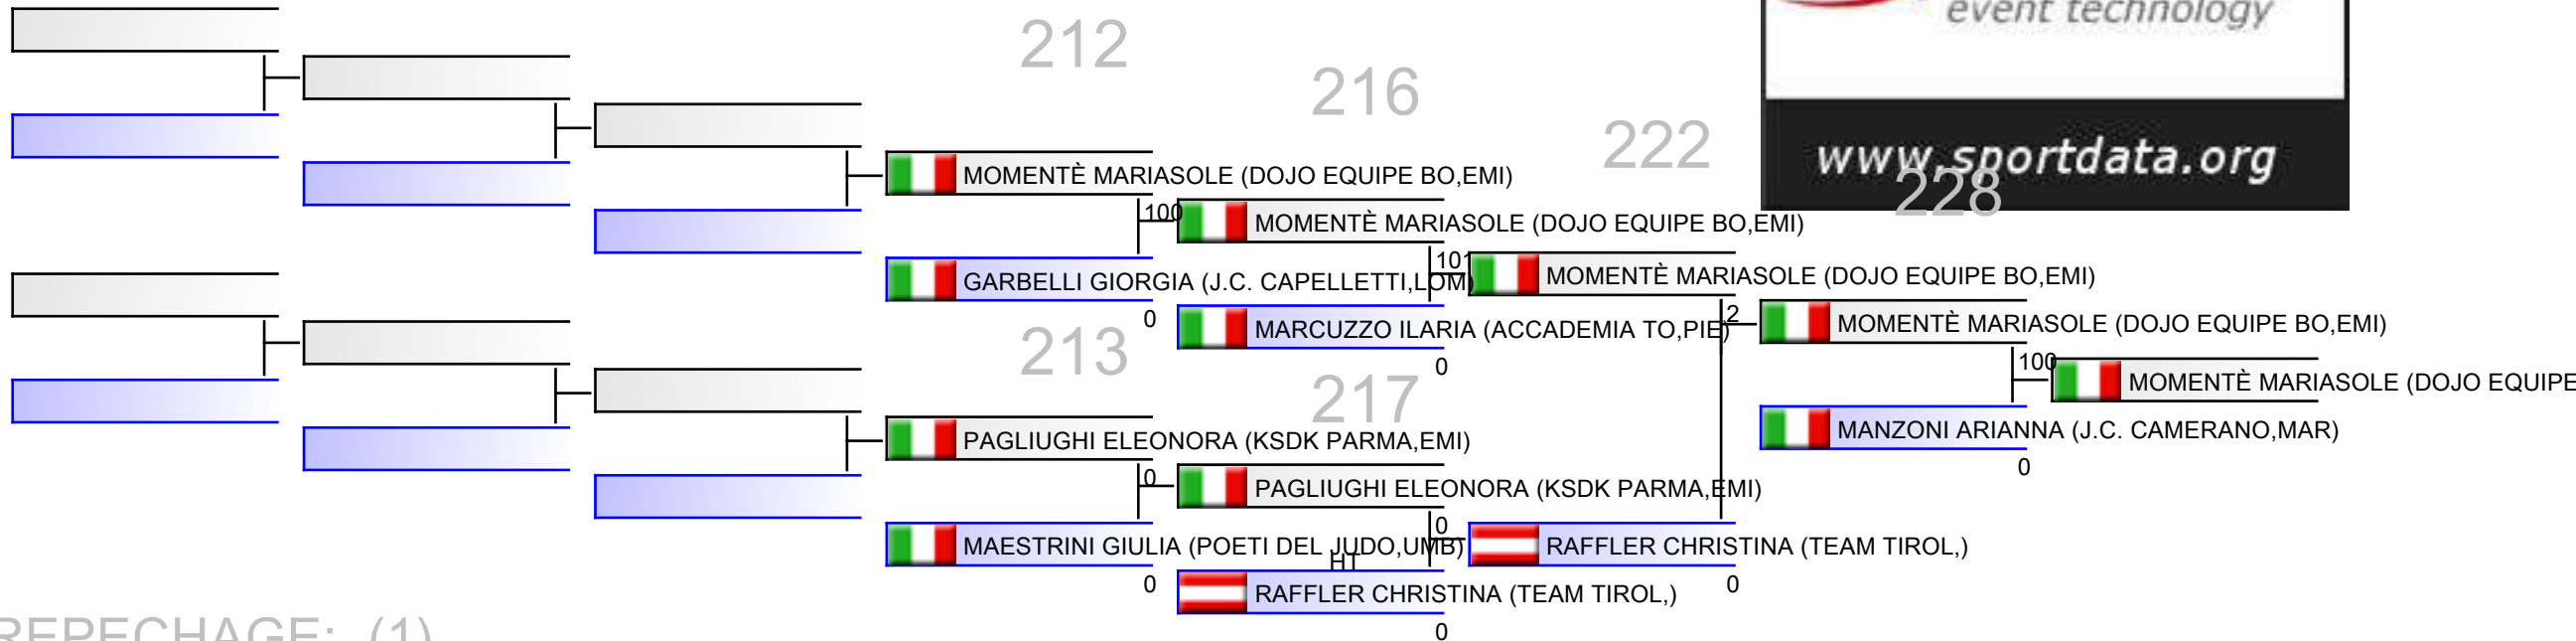 event technology
212
216
222
www.sportdata.org
228
MOMENTÈ MARIASOLE (DOJO EQUIPE BO,EMI)
100
MOMENTÈ MARIASOLE (DOJO EQUIPE BO,EMI)
GARBELLI GIORGIA (J.C. CAPELLETTI,LOM)
101
MOMENTÈ MARIASOLE (DOJO EQUIPE BO,EMI)
0
MARCUZZO ILARIA (ACCADEMIA TO,PIE)
2
MOMENTÈ MARIASOLE (DOJO EQUIPE BO,EMI)
213
0
100
MOMENTÈ MARIASOLE (DOJO EQUIPE
217
PAGLIUGHI ELEONORA (KSDK PARMA,EMI)
MANZONI ARIANNA (J.C. CAMERANO,MAR)
0
0
PAGLIUGHI ELEONORA (KSDK PARMA,EMI)
0
MAESTRINI GIULIA (POETI DEL JUDO,UMB)
RAFFLER CHRISTINA (TEAM TIROL,)
HT
0
RAFFLER CHRISTINA (TEAM TIROL,)
0
0
REPECHAGE: (1)